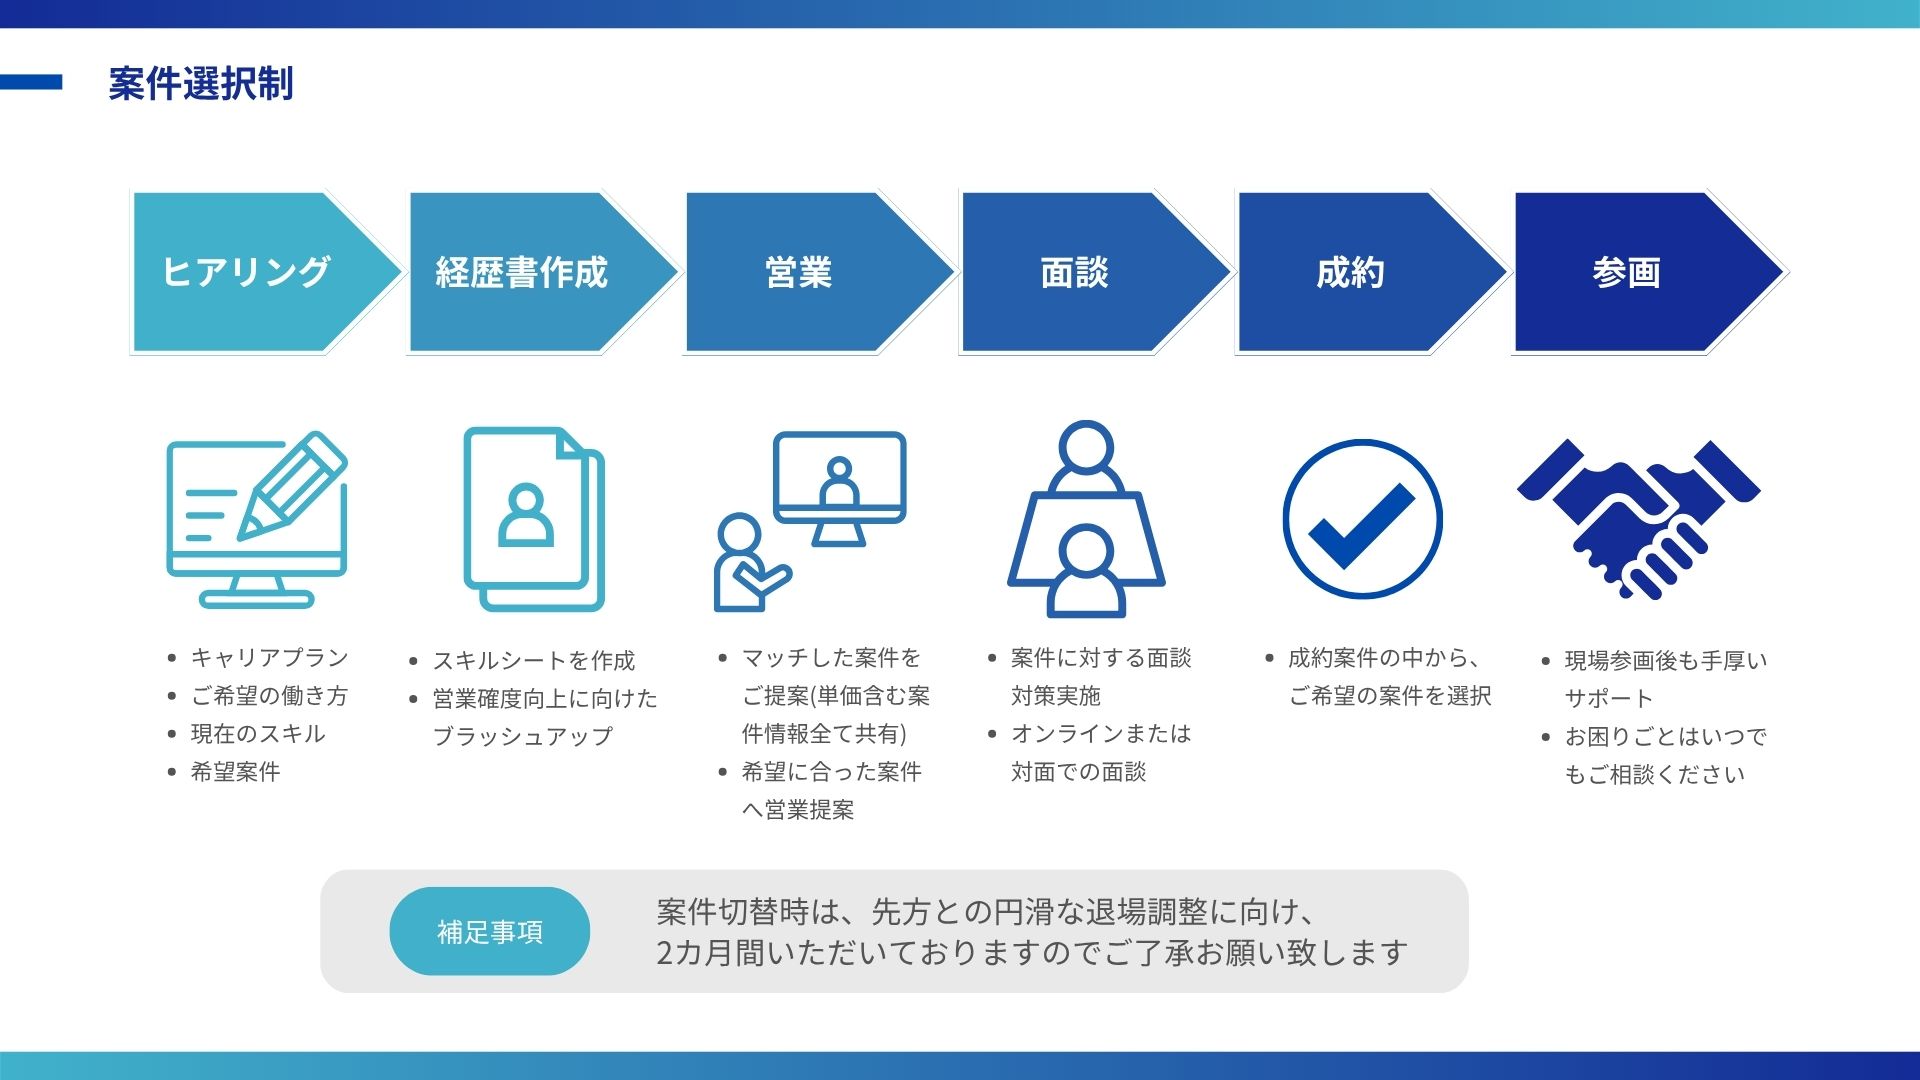 案件選択制
ヒアリング
経歴書作成
営業
面談
成約
参画
• キャリアプラン
• ご希望の働き方
• 現在のスキル
• 希望案件
• スキルシートを作成
• 営業確度向上に向けた
ブラッシュアップ
• マッチした案件を
ご提案(単価含む案
件情報全て共有)
• 希望に合った案件
へ営業提案
• 案件に対する面談
対策実施
• オンラインまたは
対面での面談
• 成約案件の中から、
ご希望の案件を選択
• 現場参画後も手厚い
サポート
• お困りごとはいつで
もご相談ください
補足事項
案件切替時は、先方との円滑な退場調整に向け、
2カ月間いただいておりますのでご了承お願い致します